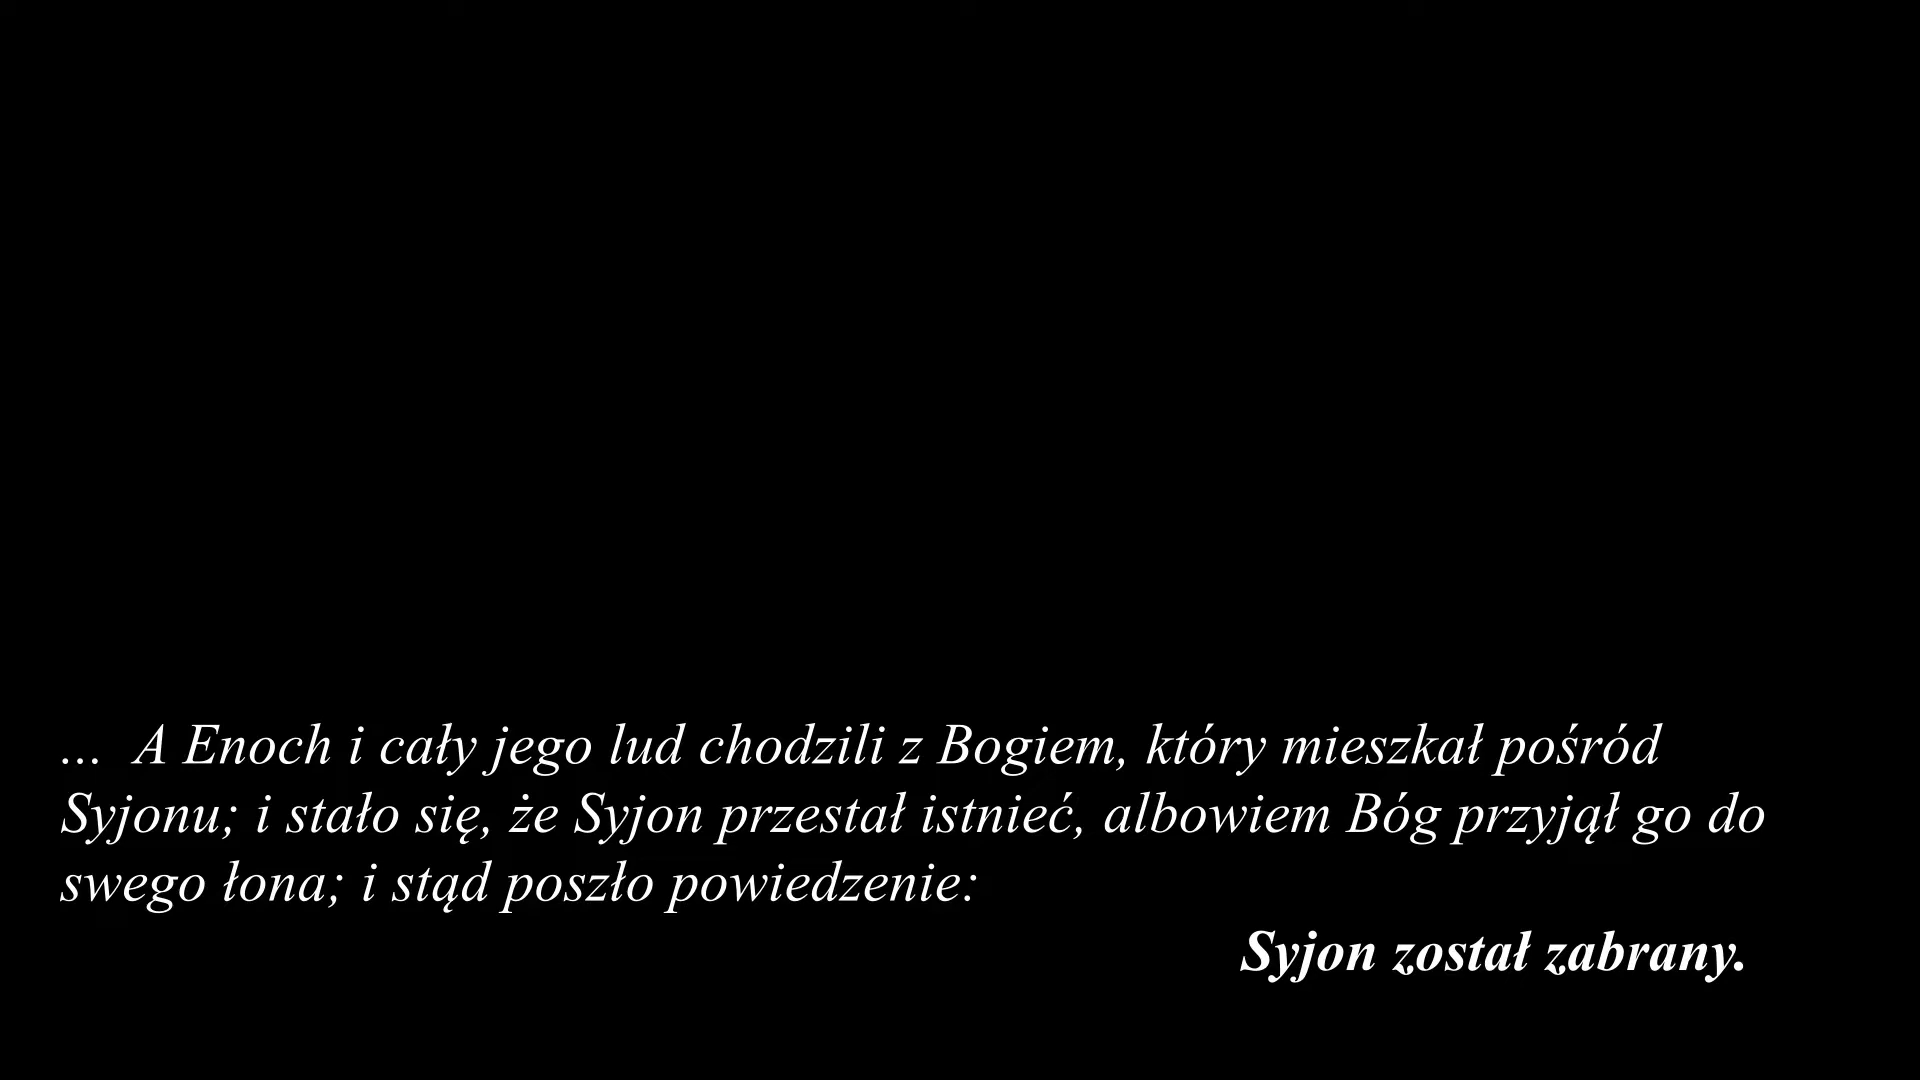 ... A Enoch i cały jego lud chodzili z Bogiem, który mieszkał pośród
Syjonu; i stało się, że Syjon przestał istnieć, albowiem Bóg przyjął go do
swego łona; i stąd poszło powiedzenie:
Syjon został zabrany.